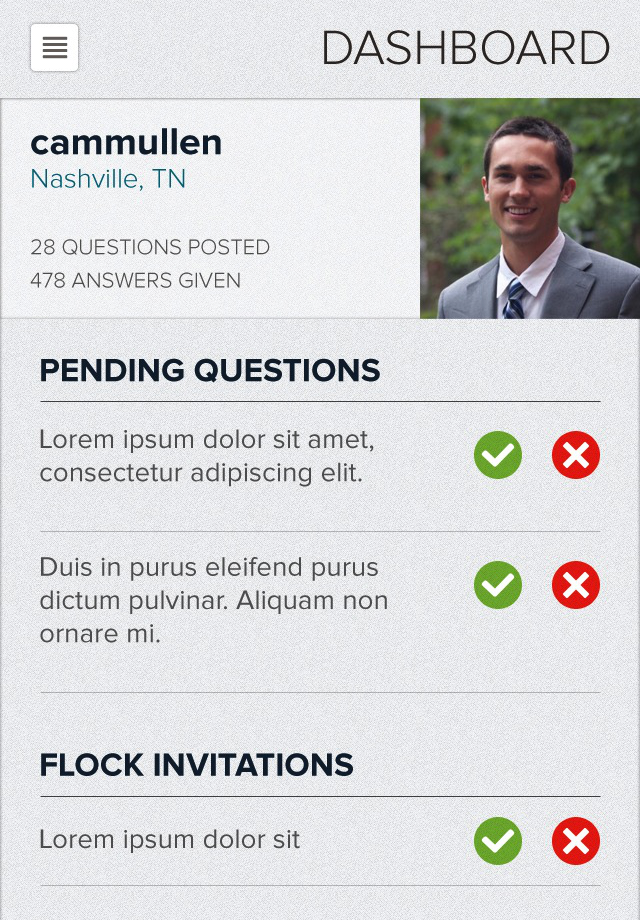 DASHBOARD
cammullen
Nashville, TN
28 QUESTIONS POSTED
478 ANSWERS GIVEN
PENDING QUESTIONS
Lorem ipsum dolor sit amet,
consectetur adipiscing elit.
Duis in purus eleifend purus
dictum pulvinar. Aliquam non
ornare mi.
FLOCK INVITATIONS
Lorem ipsum dolor sit